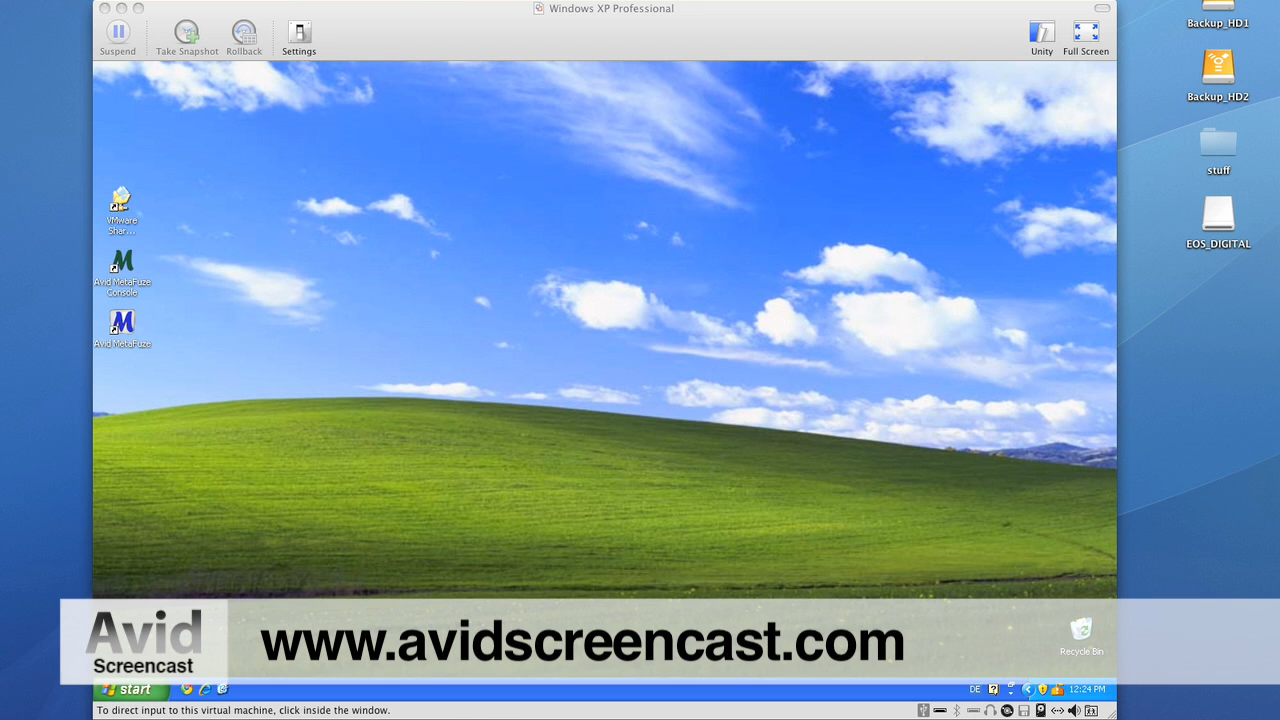 Windows XP Professional
Suspend
Take Snapshot
Rollback
Settings
Unity
Full Screen
Backup_HD1
Backup_HD2
stuff
EOS_DIGITAL
VMware
Shar...
Avid MetaFuze
Console
Avid MetaFuze
Avid
Screencast
www.avidscreencast.com
Recycle Bin
start
DE
12:24 PM
To direct input to this virtual machine, click inside the window.